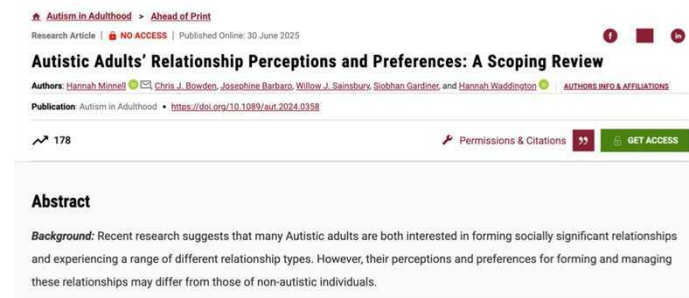 Autism in Adulthood > Ahead of Print
Research Article | NO ACCESS | Published Online: 30 June 2025
Autistic Adults' Relationship Perceptions and Preferences: A Scoping Review
Authors: Hannah Minnell, Chris J. Bowden, Josephine Barbaro, Willow J. Sainsbury, Siobhan Gardiner, and Hannah Waddington | AUTHORS INFO & AFFILIATIONS
Publication: Autism in Adulthood • https://doi.org/10.1089/aut.2024.0358
178 Permissions & Citations GET ACCESS
Abstract
Background: Recent research suggests that many Autistic adults are both interested in forming socially significant relationships
and experiencing a range of different relationship types. However, their perceptions and preferences for forming and managing
these relationships may differ from those of non-autistic individuals.